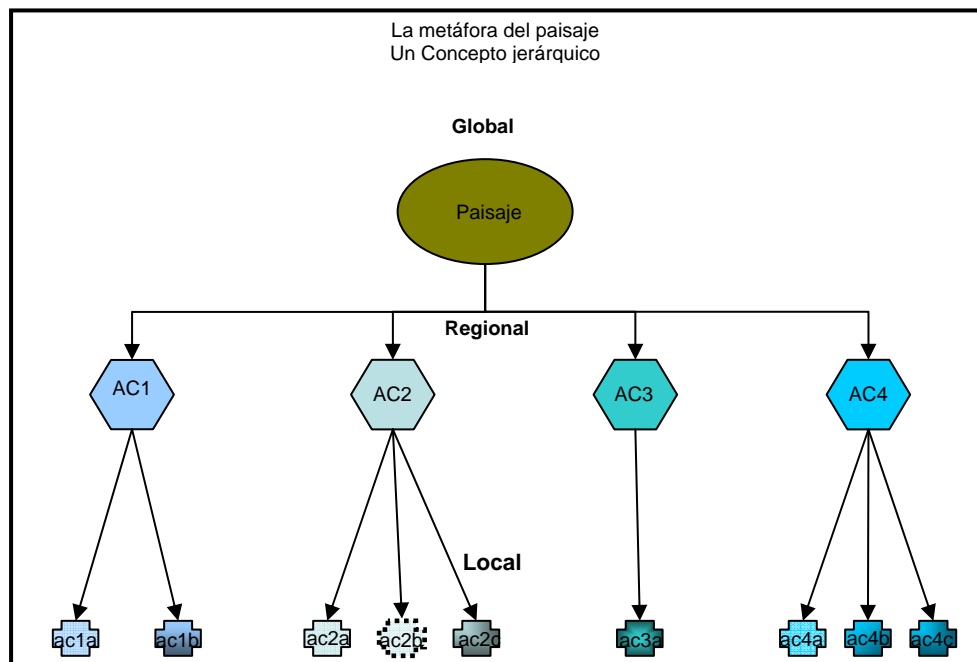 La metáfora del paisaje
Un Concepto jerárquico
Global
Paisaje
Regional
AC1
AC2
AC3
AC4
Local
ac1a
ac1b
ac2a
ac2b
ac2c
ac3a
ac4a
ac4b
ac4c